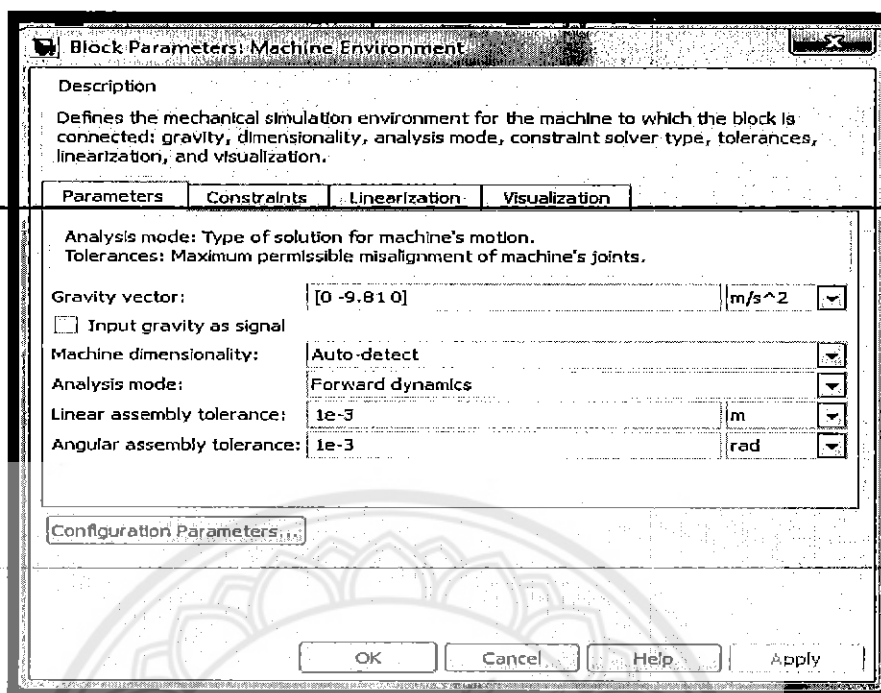 Block Parameters: Machine Environment
Description
Defines the mechanical simulation environment for the machine to which the block is
connected: gravity, dimensionality, analysis mode, constraint solver type, tolerances,
linearization, and visualization.
Parameters Constraints Linearization Visualization
Analysis mode: Type of solution for machine's motion.
Tolerances: Maximum permissible misalignment of machine's joints.
Gravity vector: [0 -9.81 0] m/s^2
Input gravity as signal
Machine dimensionality: Auto-detect
Analysis mode: Forward dynamics
Linear assembly tolerance: 1e-3 m
Angular assembly tolerance: 1e-3 rad
Configuration Parameters...
OK Cancel Help Apply